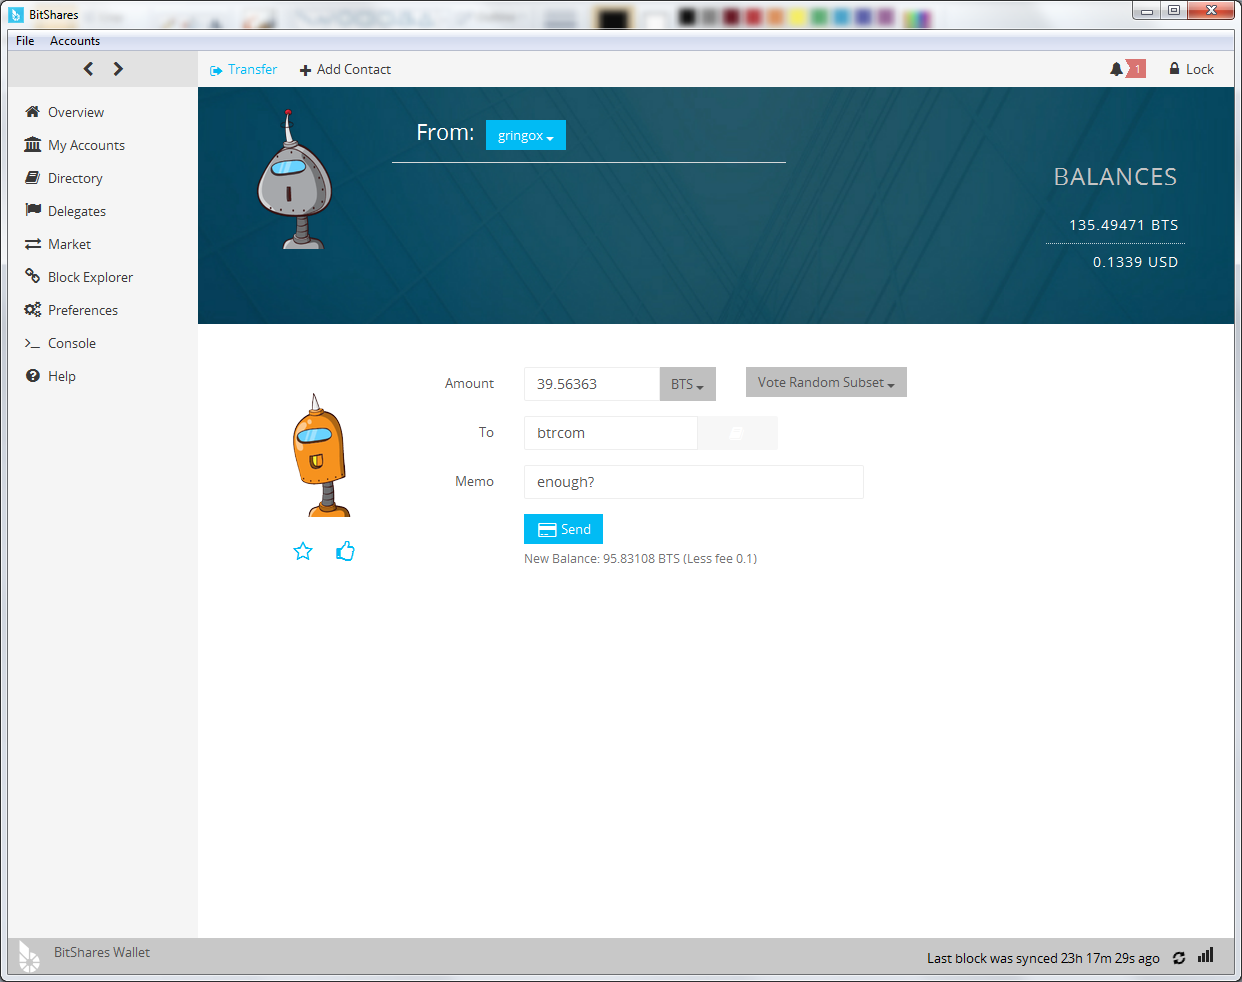 BitShares
File Accounts
Transfer Add Contact 1 Lock
Overview
My Accounts
Directory
Delegates
Market
Block Explorer
Preferences
Console
Help
From: gringox
BALANCES
135.49471 BTS
0.1339 USD
Amount 39.56363 BTS Vote Random Subset
To btrcom
Memo enough?
Send
New Balance: 95.83108 BTS (Less fee 0.1)
BitShares Wallet
Last block was synced 23h 17m 29s ago